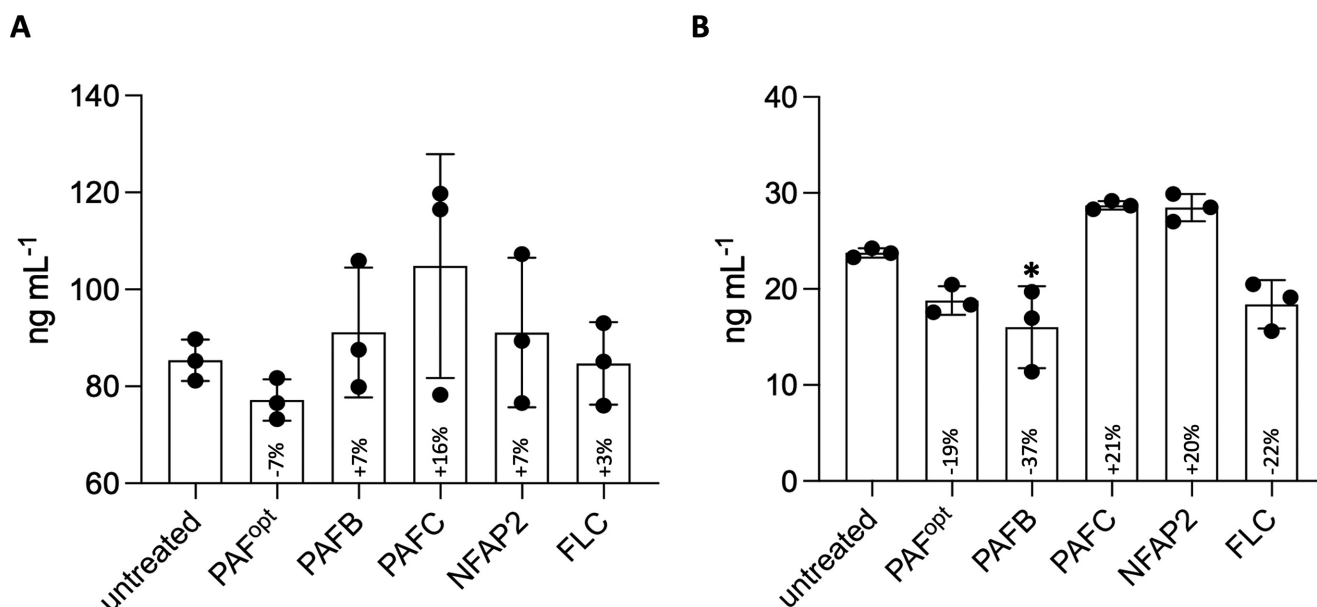 A
B
140
120
100
80
60
ng mL⁻¹
-7%
+7%
+16%
+7%
+3%
untreated
PAFᵒᵖᵗ
PAFB
PAFC
NFAP2
FLC
40
30
20
10
0
ng mL⁻¹
*
-19%
-37%
+21%
+20%
-22%
untreated
PAFᵒᵖᵗ
PAFB
PAFC
NFAP2
FLC